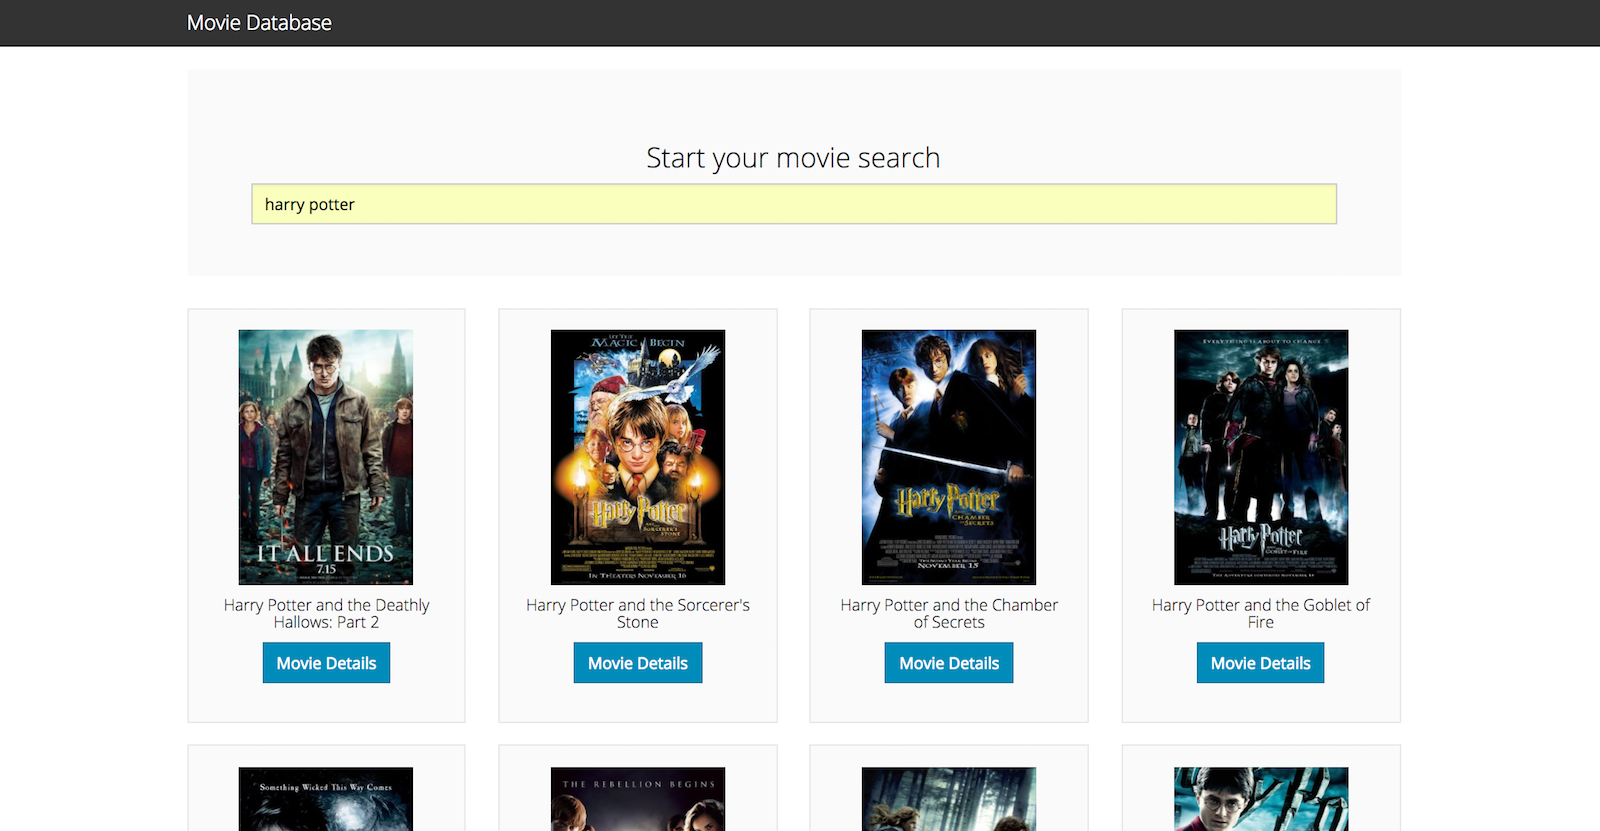 Movie Database
Start your movie search
harry potter
LET THE
MAGIC BEGIN
EVERYTHING IS ABOUT TO CHANGE
Harry Potter
AND THE
SORCERER'S
STONE
Harry Potter
AND THE
CHAMBER
OF SECRETS
Harry Potter
AND THE
GOBLET OF FIRE
IT ALL ENDS
7.15
IN THEATERS NOVEMBER 16
NOVEMBER 15
Harry Potter and the Deathly
Hallows: Part 2
Harry Potter and the Sorcerer's
Stone
Harry Potter and the Chamber
of Secrets
Harry Potter and the Goblet of
Fire
Movie Details
Movie Details
Movie Details
Movie Details
Something Wicked This Way Comes
THE REBELLION BEGINS